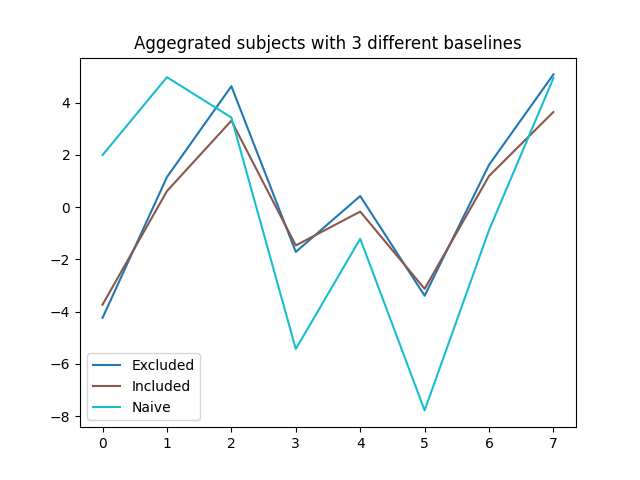 Aggegrated subjects with 3 different baselines
4
2
0
−2
−4
−6
−8
Excluded
Included
Naive
0 1 2 3 4 5 6 7